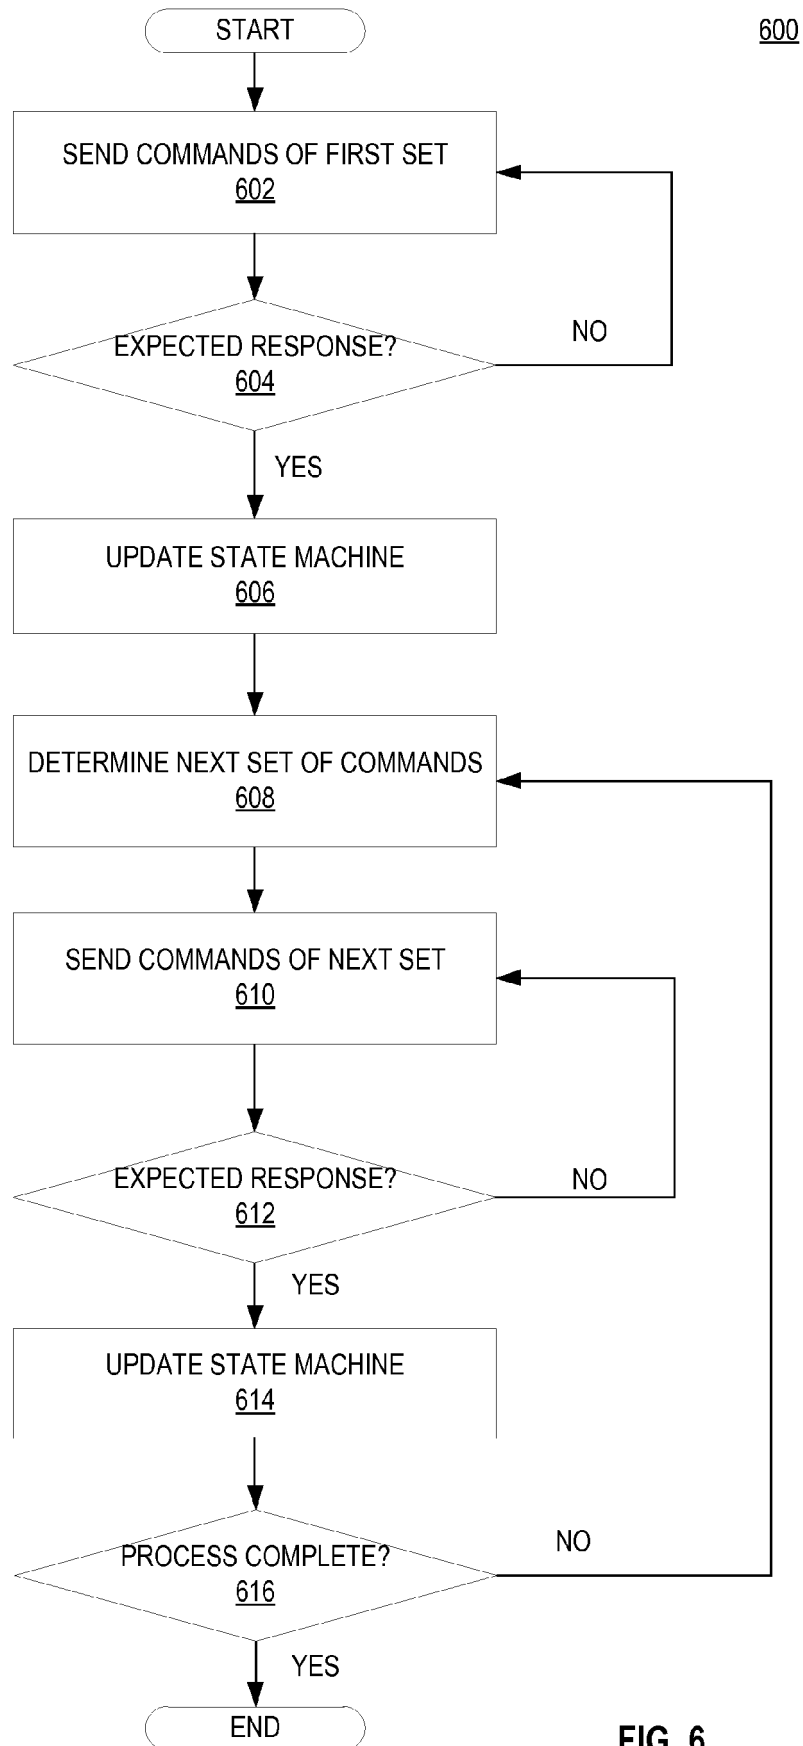 START
600
SEND COMMANDS OF FIRST SET
602
EXPECTED RESPONSE?
604
NO
YES
UPDATE STATE MACHINE
606
DETERMINE NEXT SET OF COMMANDS
608
SEND COMMANDS OF NEXT SET
610
EXPECTED RESPONSE?
612
NO
YES
UPDATE STATE MACHINE
614
PROCESS COMPLETE?
616
NO
YES
END
FIG. 6